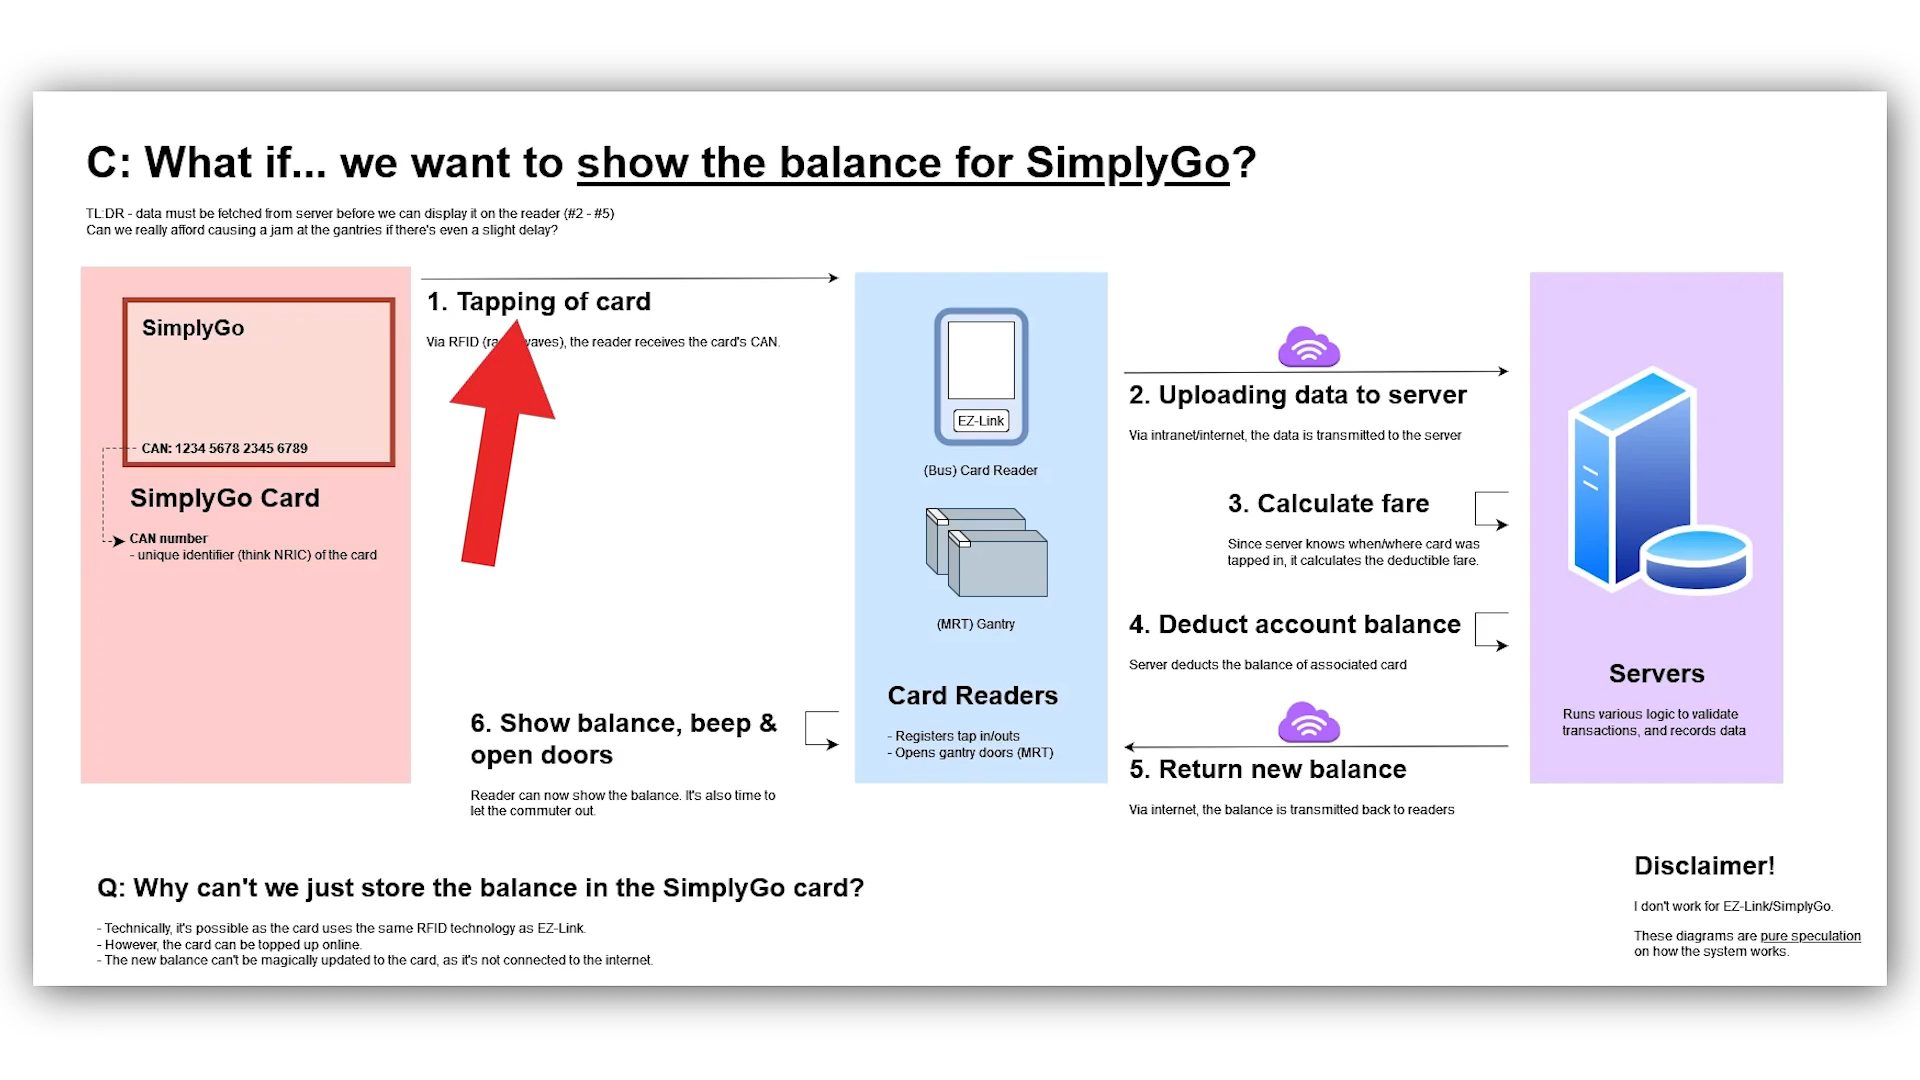 C: What if... we want to show the balance for SimplyGo?
TL:DR - data must be fetched from server before we can display it on the reader (#2 - #5)
Can we really afford causing a jam at the gantries if there's even a slight delay?
SimplyGo
CAN: 1234 5678 2345 6789
SimplyGo Card
CAN number
- unique identifier (think NRIC) of the card
1. Tapping of card
Via RFID (ra waves), the reader receives the card's CAN.
EZ-Link
(Bus) Card Reader
(MRT) Gantry
Card Readers
- Registers tap in/outs
- Opens gantry doors (MRT)
2. Uploading data to server
Via intranet/internet, the data is transmitted to the server
3. Calculate fare
Since server knows when/where card was
tapped in, it calculates the deductible fare.
4. Deduct account balance
Server deducts the balance of associated card
5. Return new balance
Via internet, the balance is transmitted back to readers
Servers
Runs various logic to validate
transactions, and records data
6. Show balance, beep &
open doors
Reader can now show the balance. It's also time to
let the commuter out.
Q: Why can't we just store the balance in the SimplyGo card?
- Technically, it's possible as the card uses the same RFID technology as EZ-Link.
- However, the card can be topped up online.
- The new balance can't be magically updated to the card, as it's not connected to the internet.
Disclaimer!
I don't work for EZ-Link/SimplyGo.
These diagrams are pure speculation
on how the system works.